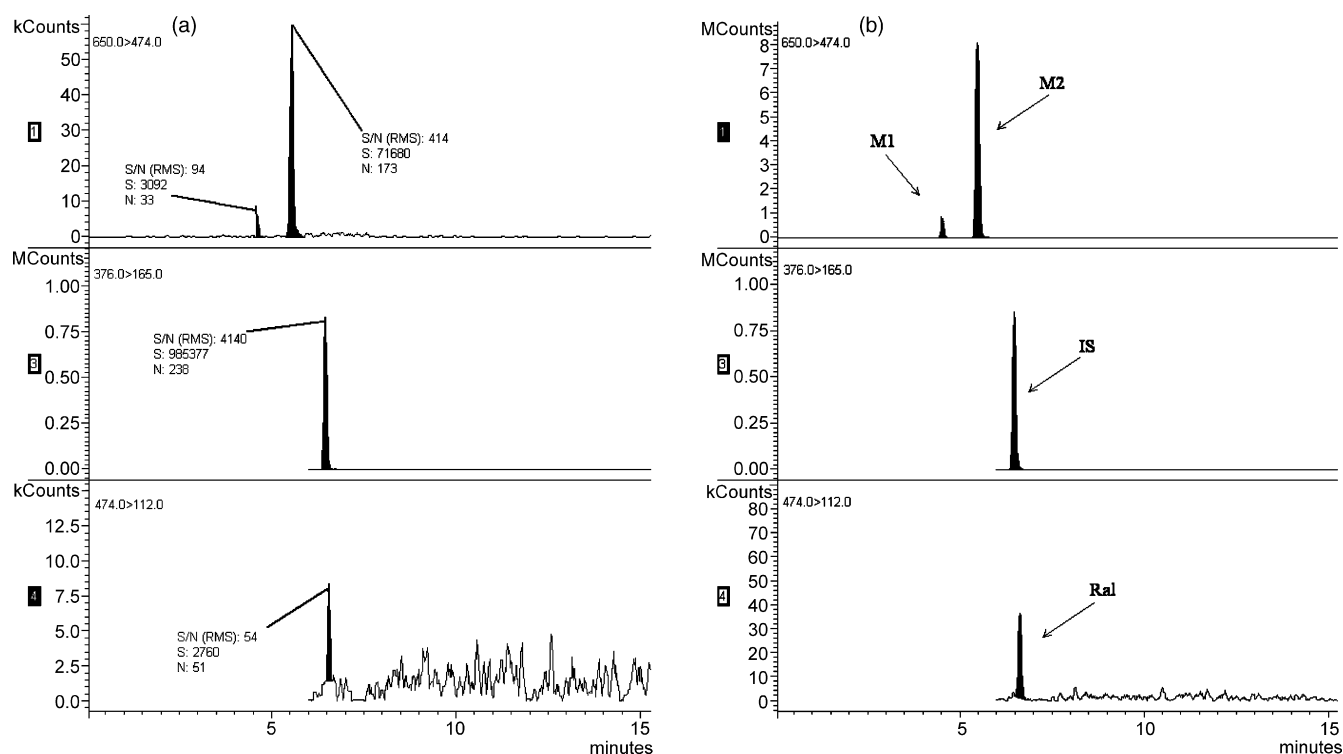 kCounts
(a)
650.0>474.0
50
40
30
20
10
0
1
S/N (RMS): 94
S: 3092
N: 33
S/N (RMS): 414
S: 71680
N: 173
MCounts
376.0>165.0
1.00
0.75
0.50
0.25
0.00
3
S/N (RMS): 4140
S: 985377
N: 238
kCounts
474.0>112.0
12.5
10.0
7.5
5.0
2.5
0.0
4
S/N (RMS): 54
S: 2760
N: 51
5
10
15
minutes
MCounts
(b)
650.0>474.0
8
7
6
5
4
3
2
1
0
1
M1
M2
MCounts
376.0>165.0
1.00
0.75
0.50
0.25
0.00
3
IS
kCounts
474.0>112.0
80
70
60
50
40
30
20
10
0
4
Ral
5
10
15
minutes